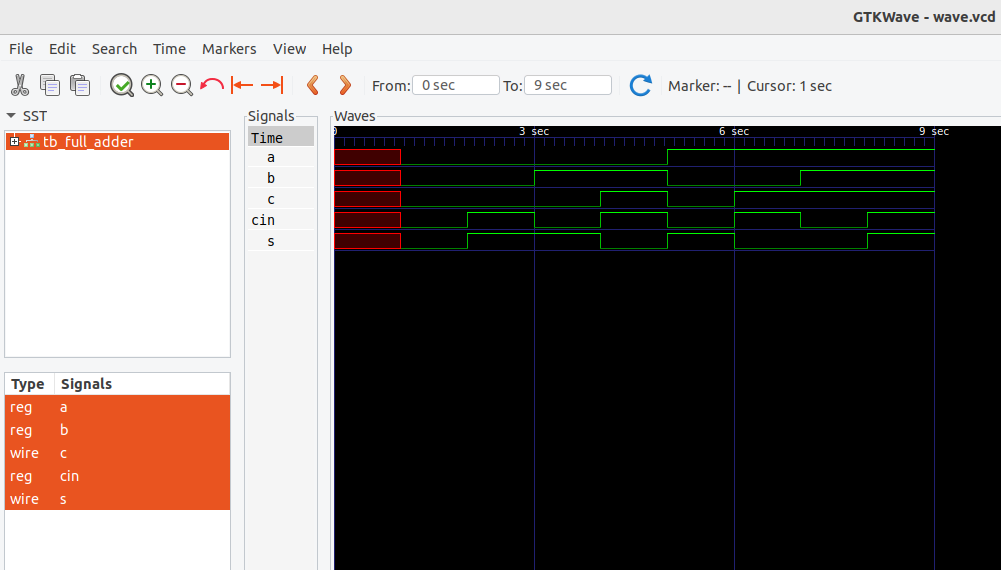 GTKWave - wave.vcd
File Edit Search Time Markers View Help
From: 0 sec To: 9 sec Marker: -- | Cursor: 1 sec
SST
tb_full_adder
Type Signals
reg a
reg b
wire c
reg cin
wire s
Signals
Time
a
b
c
cin
s
Waves
0 3 sec 6 sec 9 sec